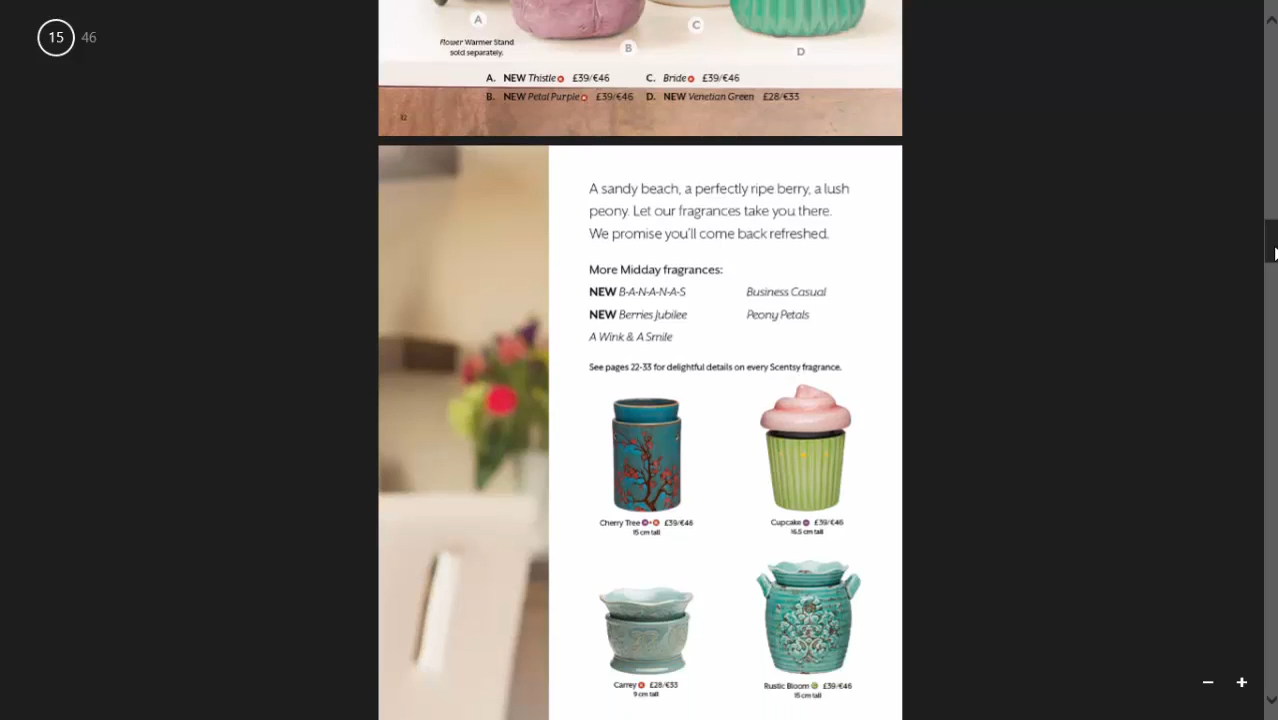 15 46
A
B
C
D
Flower Warmer Stand
sold separately.
A. NEW Thistle £39/€46 C. Bride £39/€46
B. NEW Petal Purple £39/€46 D. NEW Venetian Green £28/€33
A sandy beach, a perfectly ripe berry, a lush
peony. Let our fragrances take you there.
We promise you'll come back refreshed.
More Midday fragrances:
NEW B-A-N-A-N-A-S Business Casual
NEW Berries Jubilee Peony Petals
A Wink & A Smile
See pages 22-33 for delightful details on every Scentsy fragrance.
Cherry Tree £39/€46
15 cm tall
Cupcake £39/€46
16.5 cm tall
Carrey £28/€33
9 cm tall
Rustic Bloom £39/€46
15 cm tall